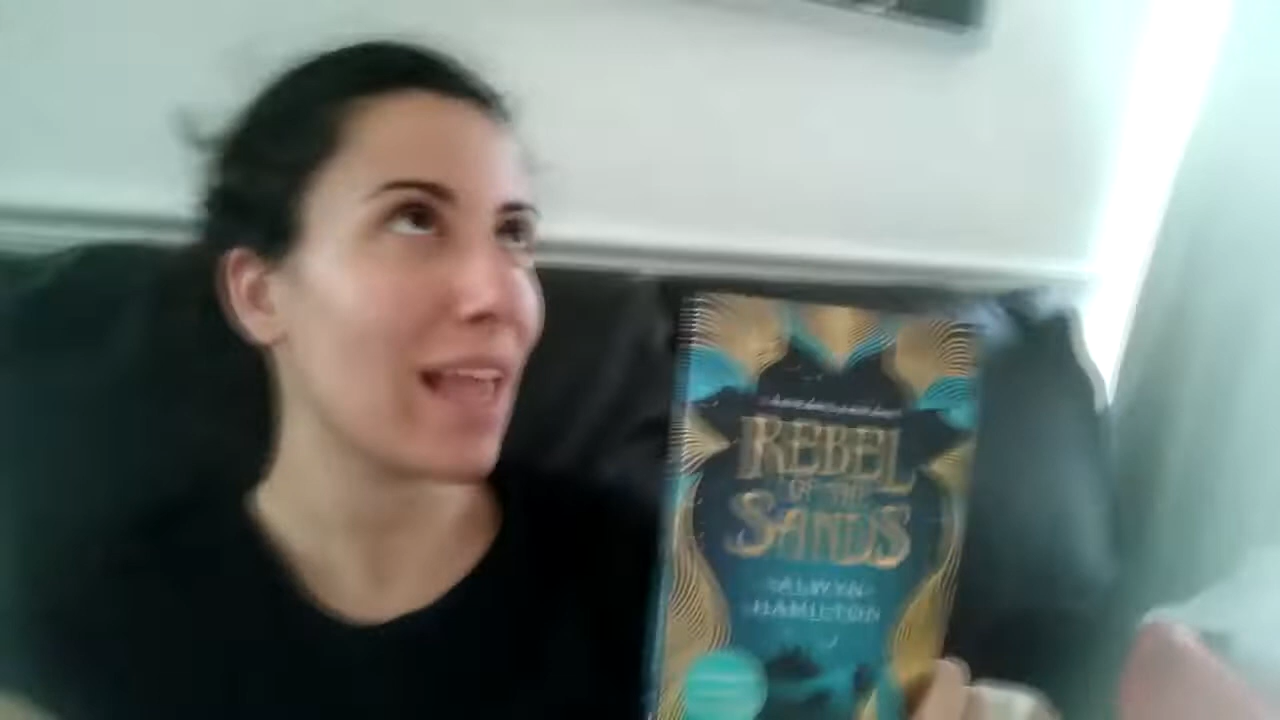 REBEL
OF THE
SANDS
ALWYN
HAMILTON